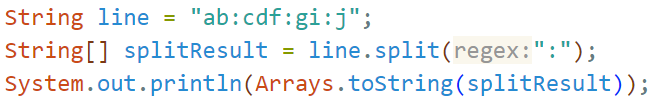 String line = "ab:cdf:gi:j";
String[] splitResult = line.split(regex:":");
System.out.println(Arrays.toString(splitResult));